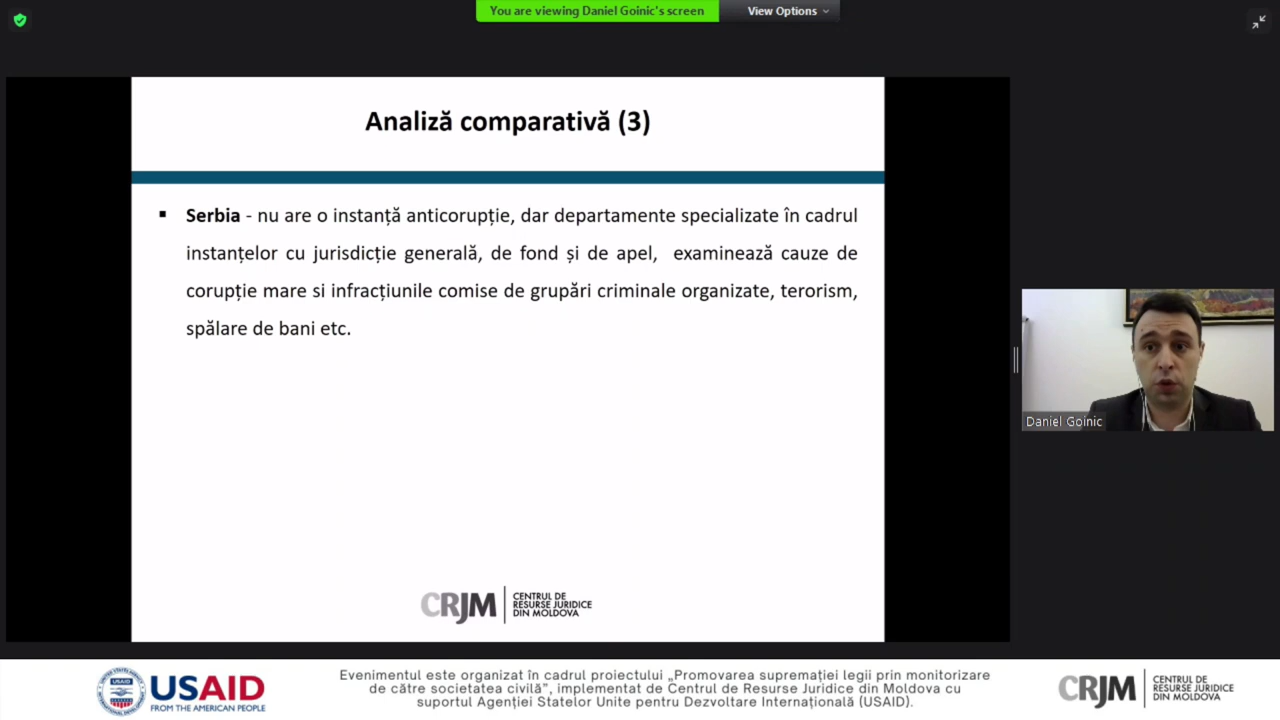 You are viewing Daniel Goinic's screen
View Options
Analiză comparativă (3)
▪ Serbia - nu are o instanță anticorupție, dar departamente specializate în cadrul
instanțelor cu jurisdicție generală, de fond și de apel, examinează cauze de
corupție mare si infracțiunile comise de grupări criminale organizate, terorism,
spălare de bani etc.
CRJM
CENTRUL DE
RESURSE JURIDICE
DIN MOLDOVA
Daniel Goinic
USAID
USAID
FROM THE AMERICAN PEOPLE
Evenimentul este organizat în cadrul proiectului „Promovarea supremației legii prin monitorizare
de către societatea civilă”, implementat de Centrul de Resurse Juridice din Moldova cu
suportul Agenției Statelor Unite pentru Dezvoltare Internațională (USAID).
CRJM
CENTRUL DE
RESURSE JURIDICE
DIN MOLDOVA